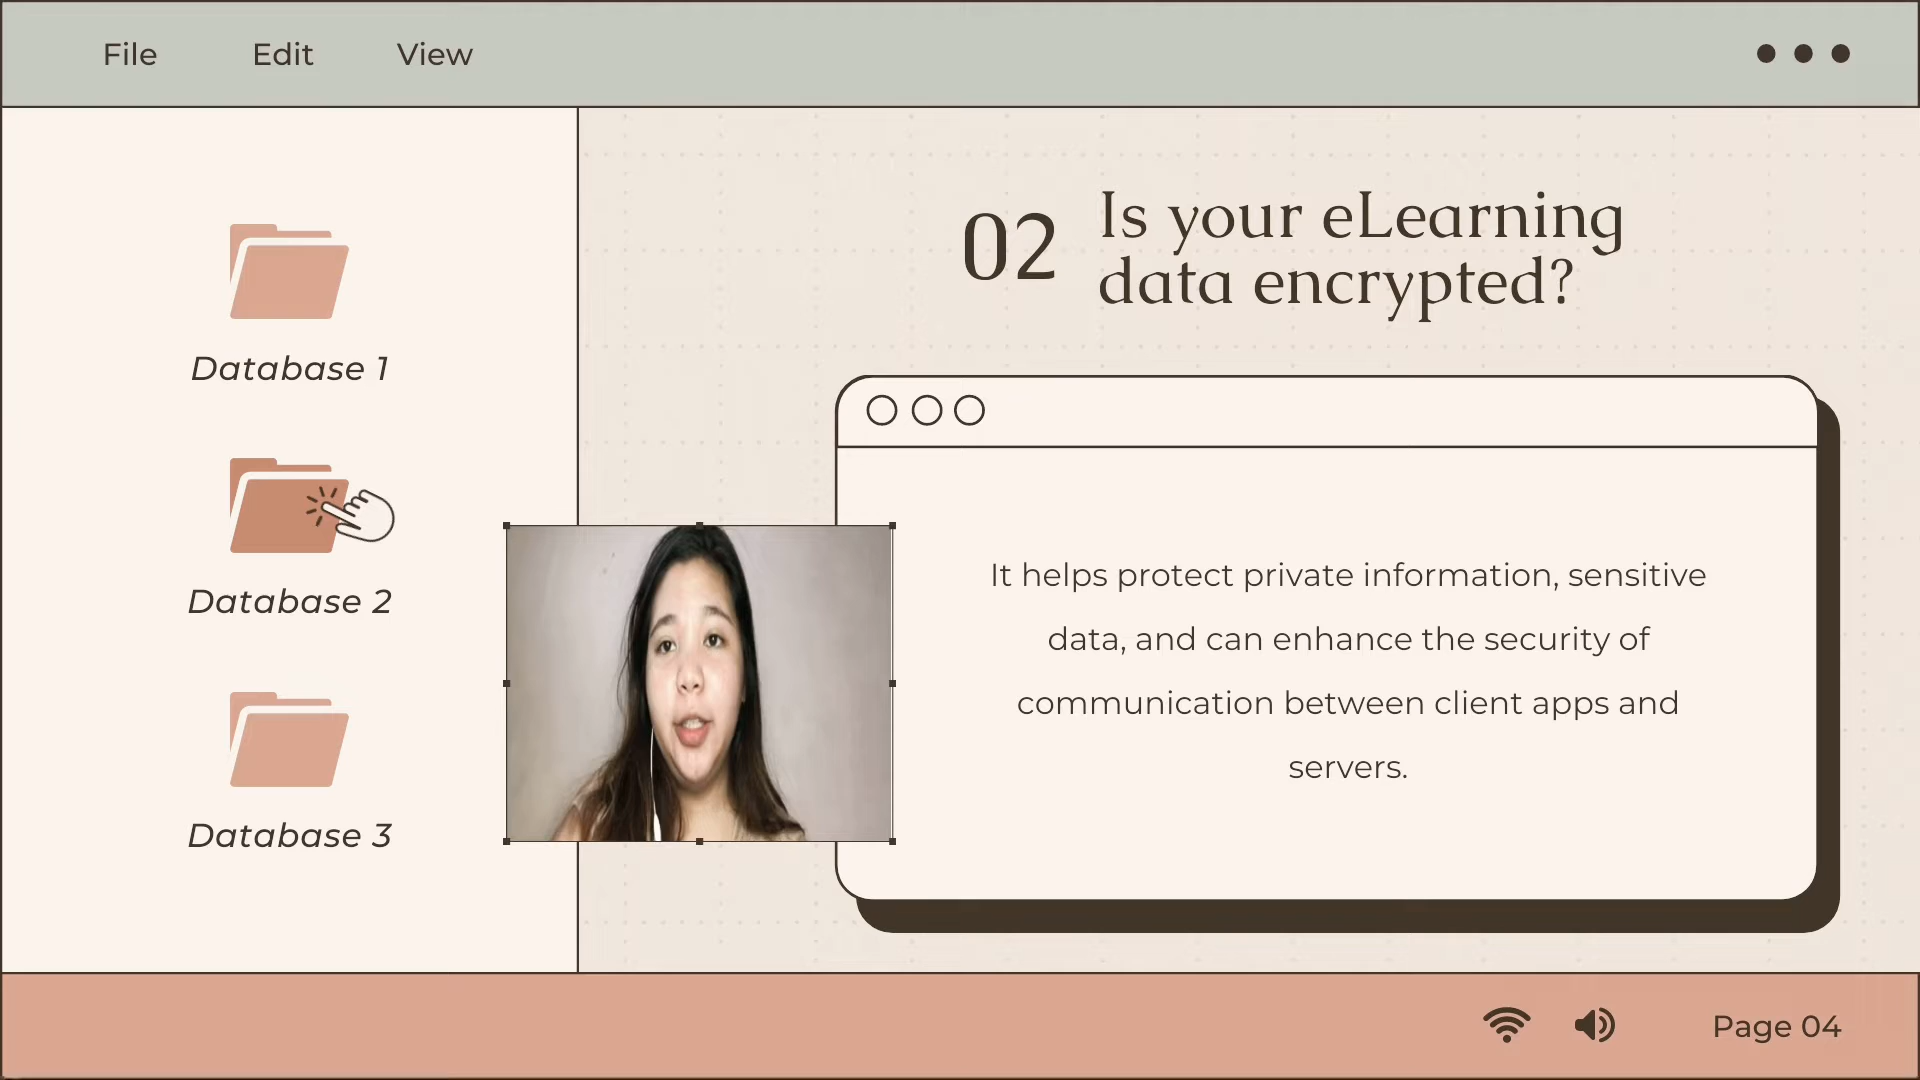 File Edit View
Database 1
Database 2
Database 3
02
Is your eLearning
data encrypted?
It helps protect private information, sensitive
data, and can enhance the security of
communication between client apps and
servers.
Page 04